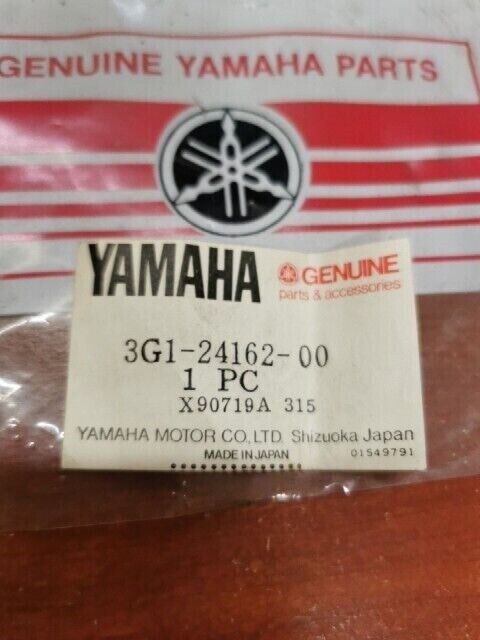 GENUINE YAMAHA PARTS
YAMAHA
GENUINE
parts & accessories
3G1-24162-00
1 PC
X90719A 315
YAMAHA MOTOR CO,LTD. Shizuoka Japan
MADE IN JAPAN
01549791